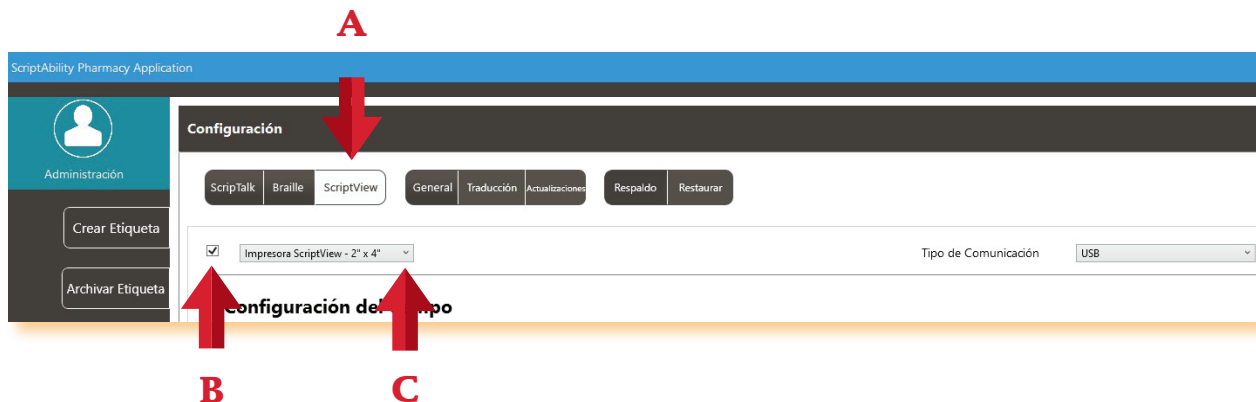 A
ScriptAbility Pharmacy Application
Configuración
Administración
ScripTalk Braille ScriptView General Traducción Actualizaciones Respaldo Restaurar
Crear Etiqueta
Impresora ScriptView - 2" x 4" Tipo de Comunicación USB
Archivar Etiqueta
Configuración del
B C